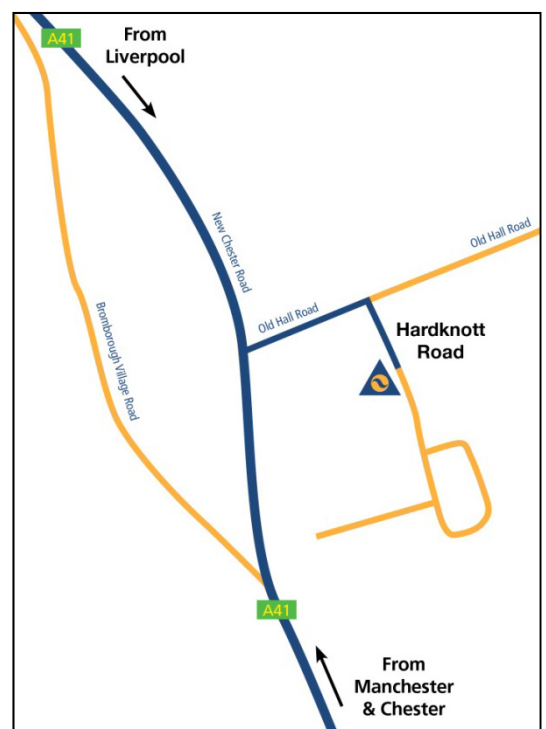 A41
From
Liverpool
New Chester Road
Old Hall Road
Old Hall Road
Hardknott
Road
Bromborough Village Road
A41
From
Manchester
& Chester